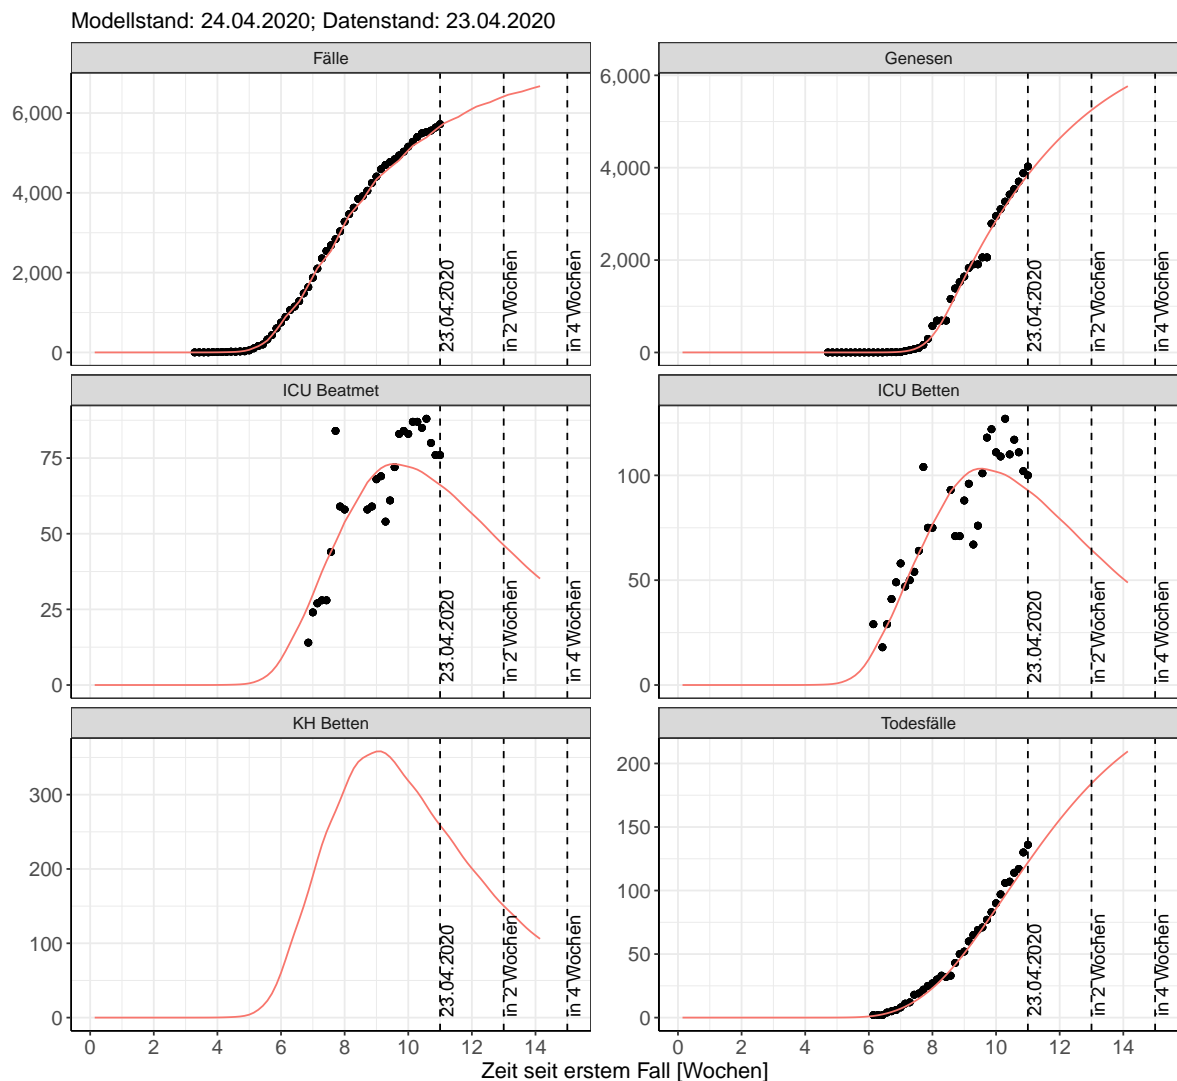 Modellstand: 24.04.2020; Datenstand: 23.04.2020
Fälle
Genesen
6,000
4,000
2,000
0
23.04.2020
in 2 Wochen
in 4 Wochen
6,000
4,000
2,000
0
23.04.2020
in 2 Wochen
in 4 Wochen
ICU Beatmet
ICU Betten
75
50
25
0
23.04.2020
in 2 Wochen
in 4 Wochen
100
50
0
23.04.2020
in 2 Wochen
in 4 Wochen
KH Betten
Todesfälle
300
200
100
0
23.04.2020
in 2 Wochen
in 4 Wochen
200
150
100
50
0
23.04.2020
in 2 Wochen
in 4 Wochen
0 2 4 6 8 10 12 14
0 2 4 6 8 10 12 14
Zeit seit erstem Fall [Wochen]